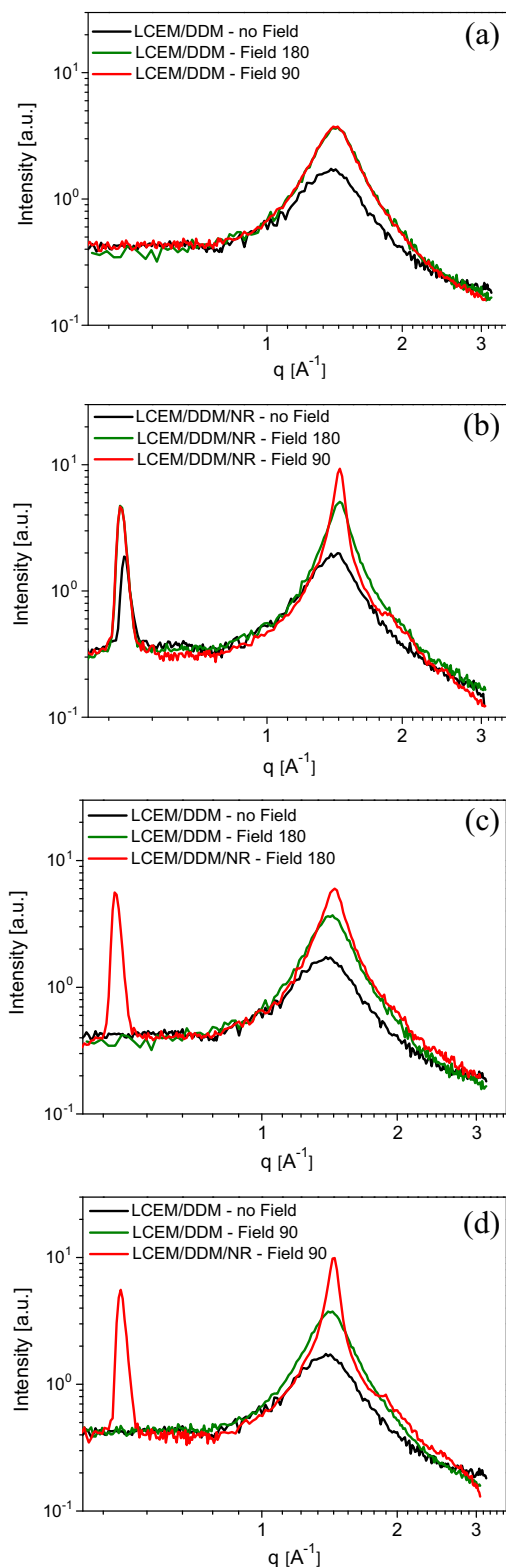 LCEM/DDM - no Field
(a)
LCEM/DDM - Field 180
LCEM/DDM - Field 90
10¹
10⁰
10⁻¹
Intensity [a.u.]
1 2 3
q [A⁻¹]
LCEM/DDM/NR - no Field
(b)
LCEM/DDM/NR - Field 180
LCEM/DDM/NR - Field 90
10¹
10⁰
10⁻¹
Intensity [a.u.]
1 2 3
q [A⁻¹]
LCEM/DDM - no Field
(c)
LCEM/DDM - Field 180
LCEM/DDM/NR - Field 180
10¹
10⁰
10⁻¹
Intensity [a.u.]
1 2 3
q [A⁻¹]
LCEM/DDM - no Field
(d)
LCEM/DDM - Field 90
LCEM/DDM/NR - Field 90
10¹
10⁰
10⁻¹
Intensity [a.u.]
1 2 3
q [A⁻¹]